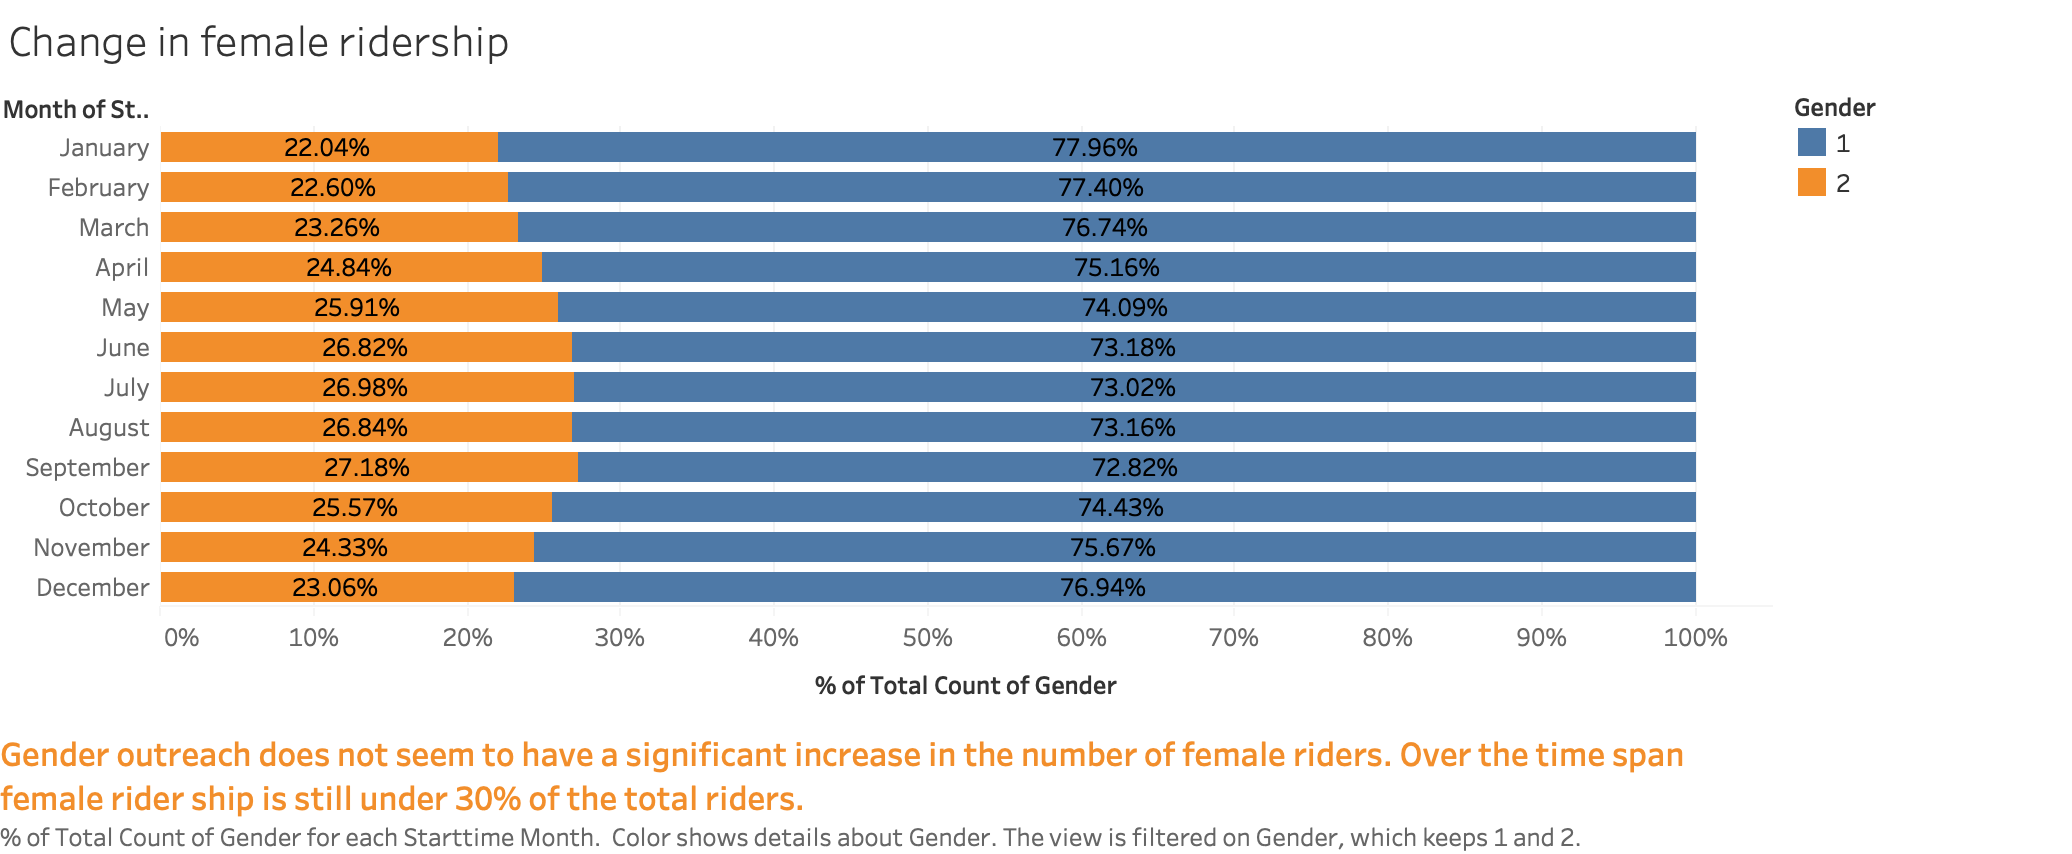 Change in female ridership
Month of St..
Gender
January 22.04% 77.96%
1
February 22.60% 77.40%
2
March 23.26% 76.74%
April 24.84% 75.16%
May 25.91% 74.09%
June 26.82% 73.18%
July 26.98% 73.02%
August 26.84% 73.16%
September 27.18% 72.82%
October 25.57% 74.43%
November 24.33% 75.67%
December 23.06% 76.94%
0% 10% 20% 30% 40% 50% 60% 70% 80% 90% 100%
% of Total Count of Gender
Gender outreach does not seem to have a significant increase in the number of female riders. Over the time span
female rider ship is still under 30% of the total riders.
% of Total Count of Gender for each Starttime Month.  Color shows details about Gender. The view is filtered on Gender, which keeps 1 and 2.